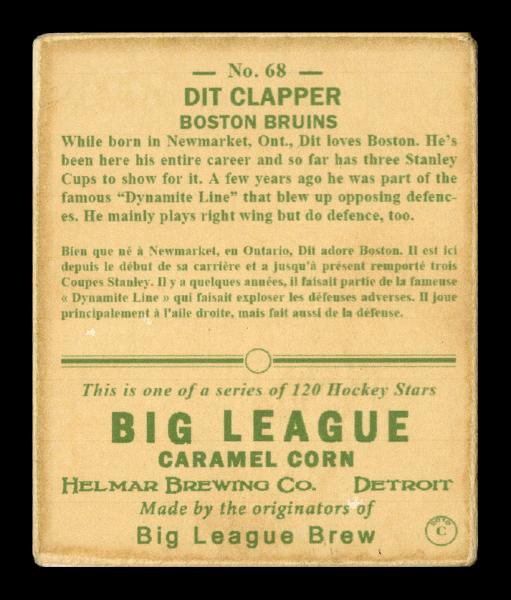 — No. 68 —
DIT CLAPPER
BOSTON BRUINS
While born in Newmarket, Ont., Dit loves Boston. He's
been here his entire career and so far has three Stanley
Cups to show for it. A few years ago he was part of the
famous “Dynamite Line” that blew up opposing defenc-
es. He mainly plays right wing but do defence, too.
Bien que né à Newmarket, en Ontario, Dit adore Boston. Il est ici
depuis le début de sa carrière et a jusqu'à présent remporté trois
Coupes Stanley. Il y a quelques années, il faisait partie de la fameuse
« Dynamite Line » qui faisait exploser les défenses adverses. Il joue
principalement à l'aile droite, mais fait aussi de la défense.
This is one of a series of 120 Hockey Stars
BIG LEAGUE
CARAMEL CORN
HELMAR BREWING CO. DETROIT
Made by the originators of
Big League Brew
C